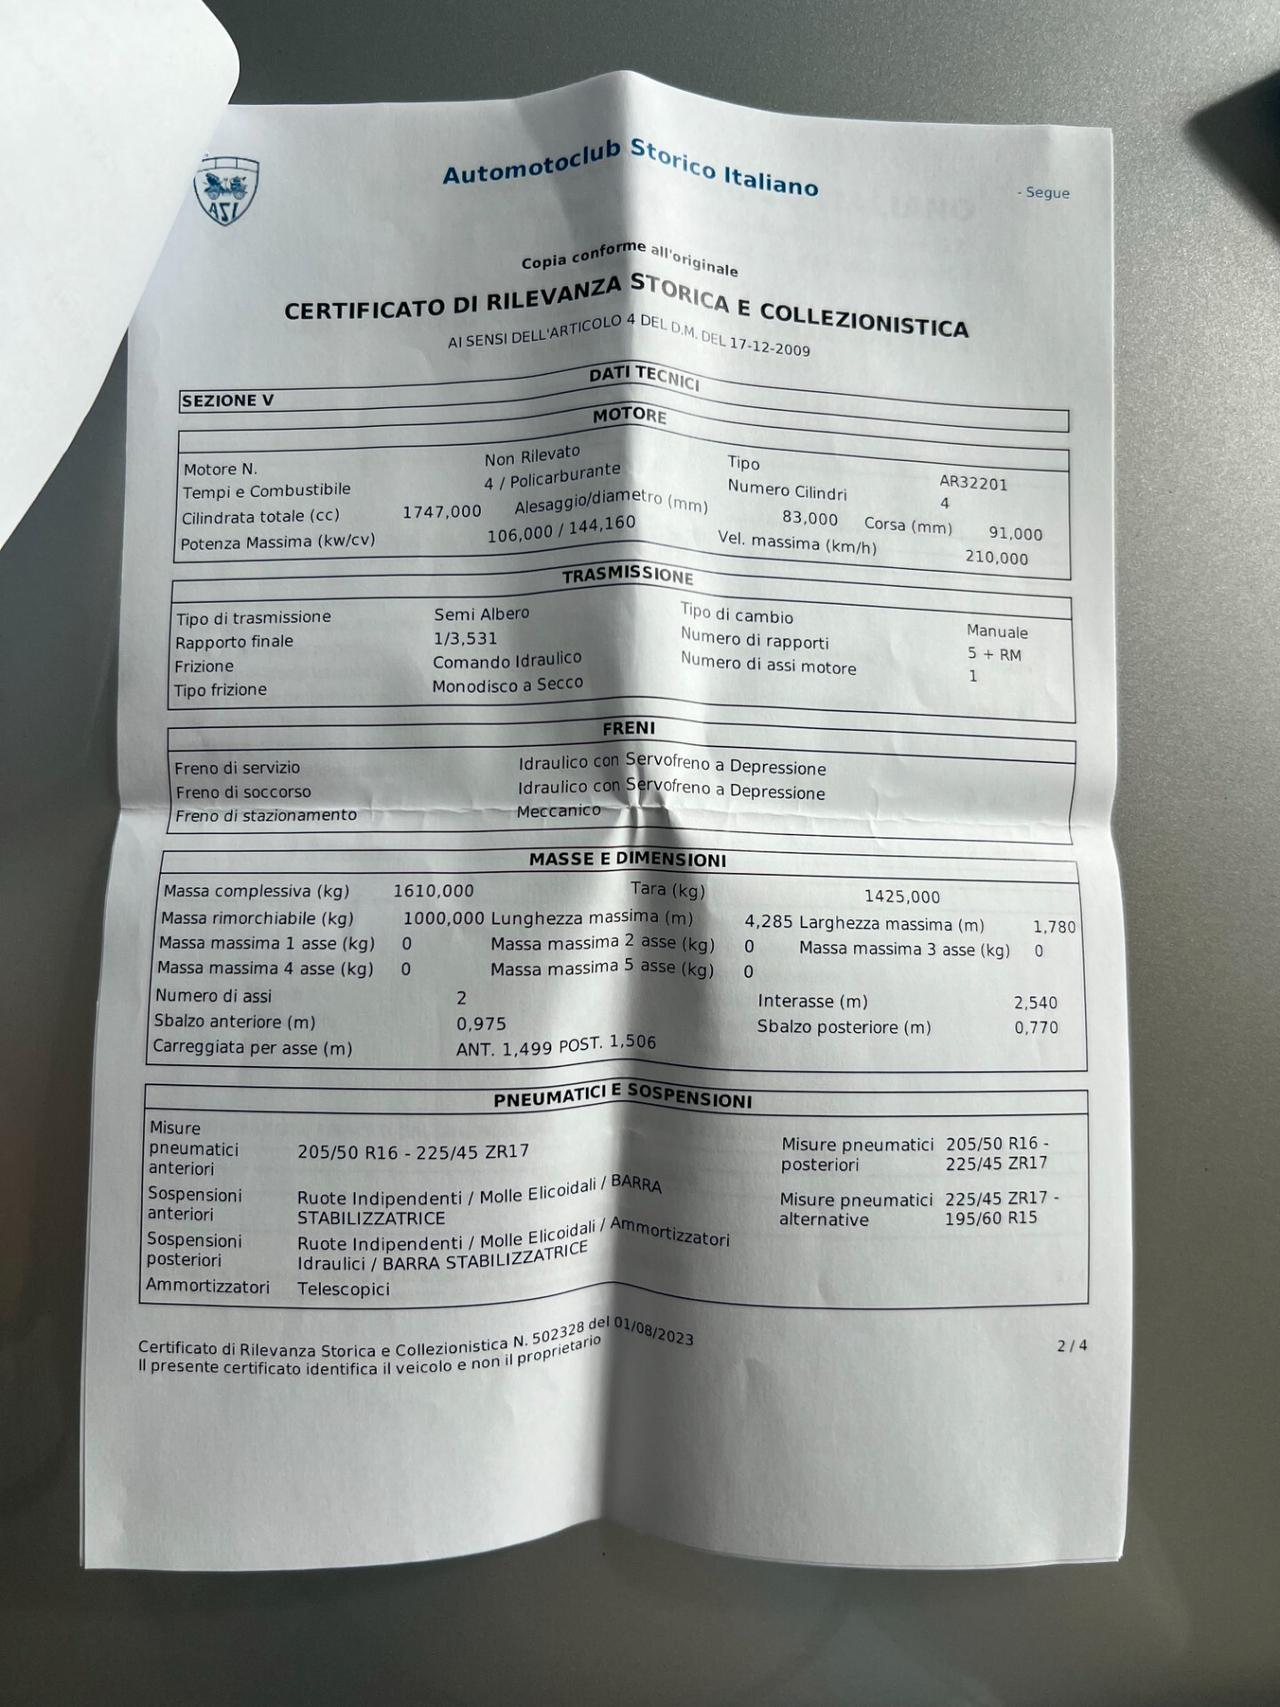 ASI
Automotoclub Storico Italiano
- Segue
Copia conforme all'originale
CERTIFICATO DI RILEVANZA STORICA E COLLEZIONISTICA
AI SENSI DELL'ARTICOLO 4 DEL D.M. DEL 17-12-2009
DATI TECNICI
SEZIONE V
MOTORE
Motore N. Non Rilevato Tipo AR32201
Tempi e Combustibile 4 / Policarburante Numero Cilindri 4
Cilindrata totale (cc) 1747,000 Alesaggio/diametro (mm) 83,000 Corsa (mm) 91,000
Potenza Massima (kw/cv) 106,000 / 144,160 Vel. massima (km/h) 210,000
TRASMISSIONE
Tipo di trasmissione Semi Albero Tipo di cambio Manuale
Rapporto finale 1/3,531 Numero di rapporti 5 + RM
Frizione Comando Idraulico Numero di assi motore 1
Tipo frizione Monodisco a Secco
FRENI
Freno di servizio Idraulico con Servofreno a Depressione
Freno di soccorso Idraulico con Servofreno a Depressione
Freno di stazionamento Meccanico
MASSE E DIMENSIONI
Massa complessiva (kg) 1610,000 Tara (kg) 1425,000
Massa rimorchiabile (kg) 1000,000 Lunghezza massima (m) 4,285 Larghezza massima (m) 1,780
Massa massima 1 asse (kg) 0 Massa massima 2 asse (kg) 0 Massa massima 3 asse (kg) 0
Massa massima 4 asse (kg) 0 Massa massima 5 asse (kg) 0
Numero di assi 2 Interasse (m) 2,540
Sbalzo anteriore (m) 0,975 Sbalzo posteriore (m) 0,770
Carreggiata per asse (m) ANT. 1,499 POST. 1,506
PNEUMATICI E SOSPENSIONI
Misure
pneumatici
anteriori
205/50 R16 - 225/45 ZR17
Misure pneumatici 205/50 R16 -
posteriori 225/45 ZR17
Sospensioni Ruote Indipendenti / Molle Elicoidali / BARRA
anteriori STABILIZZATRICE
Misure pneumatici 225/45 ZR17 -
alternative 195/60 R15
Sospensioni Ruote Indipendenti / Molle Elicoidali / Ammortizzatori
posteriori Idraulici / BARRA STABILIZZATRICE
Ammortizzatori Telescopici
Certificato di Rilevanza Storica e Collezionistica N. 502328 del 01/08/2023
Il presente certificato identifica il veicolo e non il proprietario
2 / 4